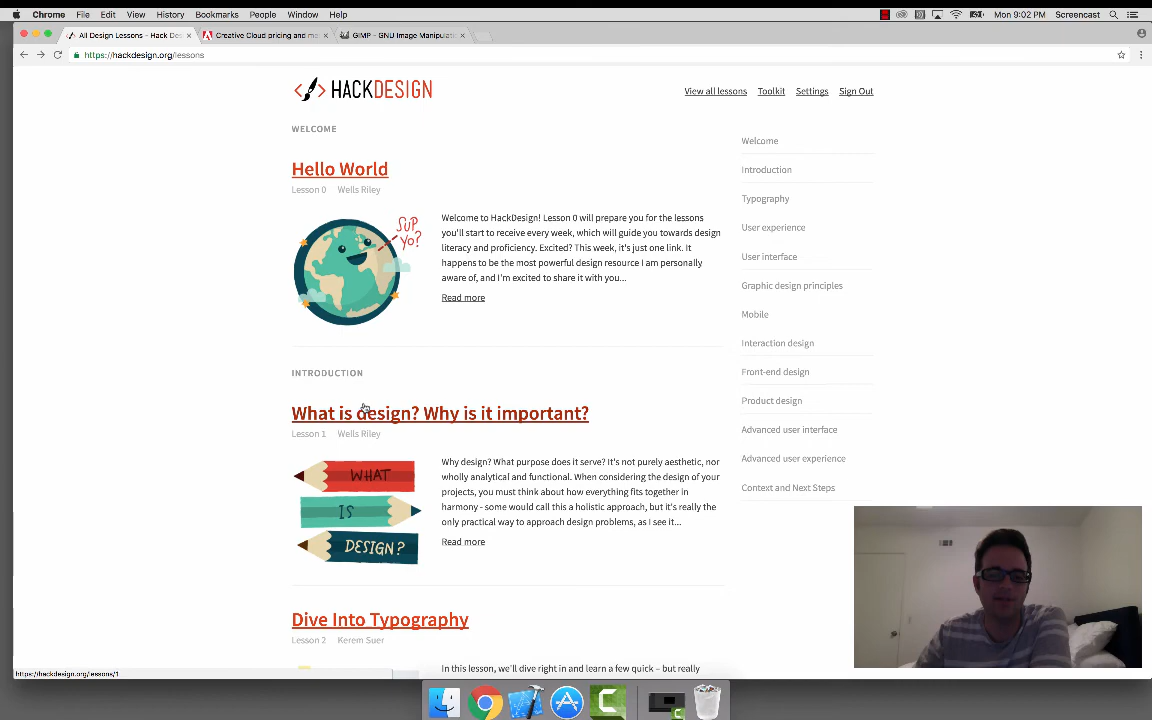 Chrome File Edit View History Bookmarks People Window Help Mon 9:02 PM Screencast
All Design Lessons - Hack Des Creative Cloud pricing and me GIMP - GNU Image Manipulati
https://hackdesign.org/lessons
HACKDESIGN
View all lessons Toolkit Settings Sign Out
WELCOME
Hello World
Lesson 0 Wells Riley
SUP YO?
Welcome to HackDesign! Lesson 0 will prepare you for the lessons
you'll start to receive every week, which will guide you towards design
literacy and proficiency. Excited? This week, it's just one link. It
happens to be the most powerful design resource I am personally
aware of, and I'm excited to share it with you...
Read more
INTRODUCTION
What is design? Why is it important?
Lesson 1 Wells Riley
WHAT
IS
DESIGN?
Why design? What purpose does it serve? It's not purely aesthetic, nor
wholly analytical and functional. When considering the design of your
projects, you must think about how everything fits together in
harmony - some would call this a holistic approach, but it's really the
only practical way to approach design problems, as I see it...
Read more
Dive Into Typography
Lesson 2 Kerem Suer
In this lesson, we'll dive right in and learn a few quick – but really
Welcome
Introduction
Typography
User experience
User interface
Graphic design principles
Mobile
Interaction design
Front-end design
Product design
Advanced user interface
Advanced user experience
Context and Next Steps
https://hackdesign.org/lessons/1